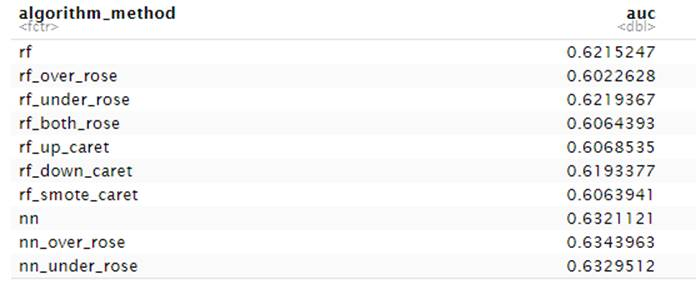 algorithm_method auc
<fctr> <dbl>
rf 0.6215247
rf_over_rose 0.6022628
rf_under_rose 0.6219367
rf_both_rose 0.6064393
rf_up_caret 0.6068535
rf_down_caret 0.6193377
rf_smote_caret 0.6063941
nn 0.6321121
nn_over_rose 0.6343963
nn_under_rose 0.6329512